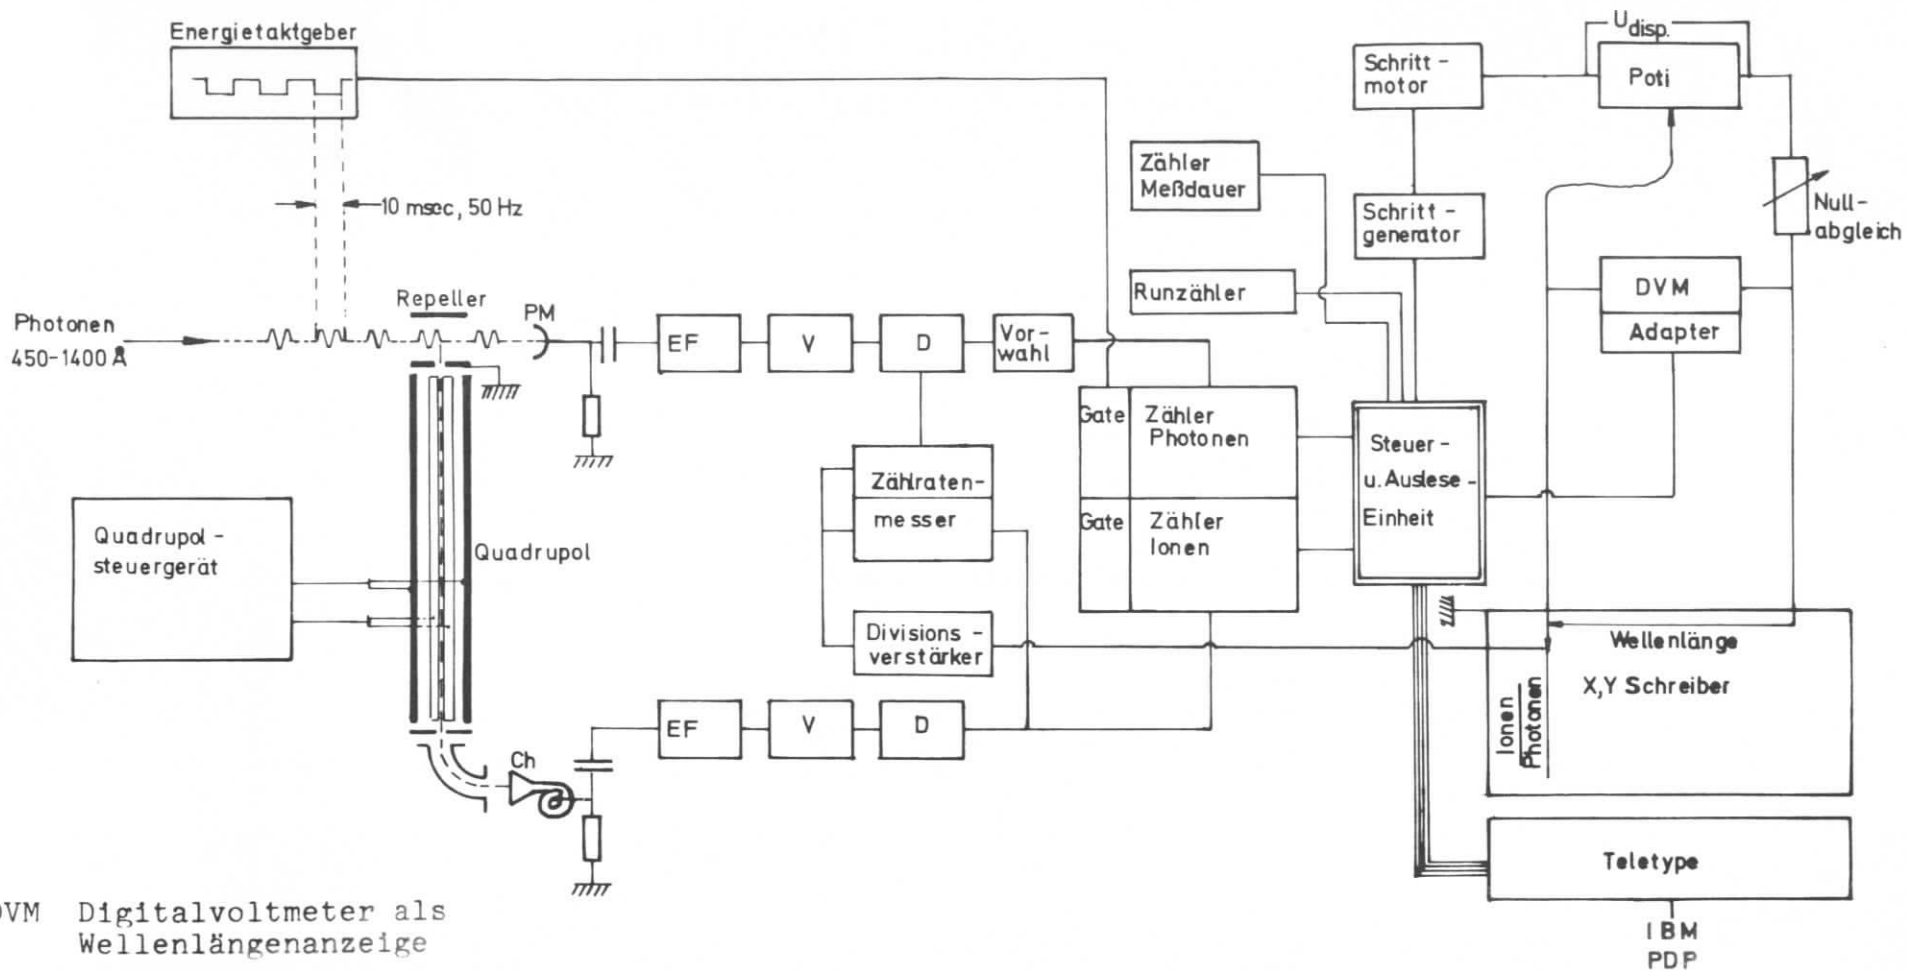 Energietaktgeber
10 msec, 50 Hz
Photonen
450-1400 Å
Repeller
PM
EF
V
D
Vor-
wahl
Zähler
Meßdauer
Runzähler
Schritt-
motor
Schritt-
generator
U disp.
Poti
Null-
abgleich
DVM
Adapter
Gate
Zähler
Photonen
Gate
Zähler
Ionen
Steuer-
u. Auslese-
Einheit
Zählraten-
messer
Divisions-
verstärker
Quadrupol-
steuergerät
Quadrupol
EF
V
D
Ch
Wellenlänge
X,Y Schreiber
Ionen
Photonen
Teletype
IBM
PDP
DVM Digitalvoltmeter als
Wellenlängenanzeige